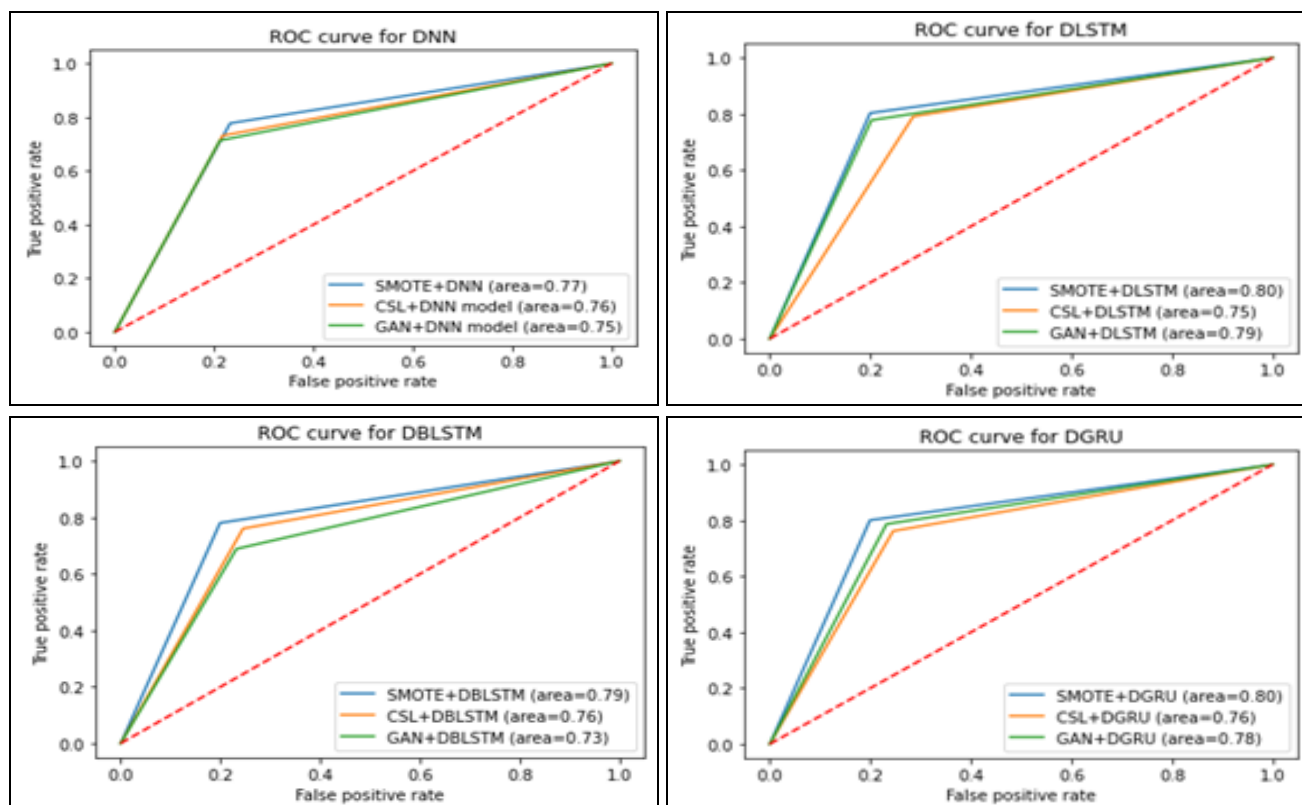 ROC curve for DNN
True positive rate
1.0
0.8
0.6
0.4
0.2
0.0
SMOTE+DNN (area=0.77)
CSL+DNN model (area=0.76)
GAN+DNN model (area=0.75)
0.0 0.2 0.4 0.6 0.8 1.0
False positive rate
ROC curve for DLSTM
True positive rate
1.0
0.8
0.6
0.4
0.2
0.0
SMOTE+DLSTM (area=0.80)
CSL+DLSTM (area=0.75)
GAN+DLSTM (area=0.79)
0.0 0.2 0.4 0.6 0.8 1.0
False positive rate
ROC curve for DBLSTM
True positive rate
1.0
0.8
0.6
0.4
0.2
0.0
SMOTE+DBLSTM (area=0.79)
CSL+DBLSTM (area=0.76)
GAN+DBLSTM (area=0.73)
0.0 0.2 0.4 0.6 0.8 1.0
False positive rate
ROC curve for DGRU
True positive rate
1.0
0.8
0.6
0.4
0.2
0.0
SMOTE+DGRU (area=0.80)
CSL+DGRU (area=0.76)
GAN+DGRU (area=0.78)
0.0 0.2 0.4 0.6 0.8 1.0
False positive rate